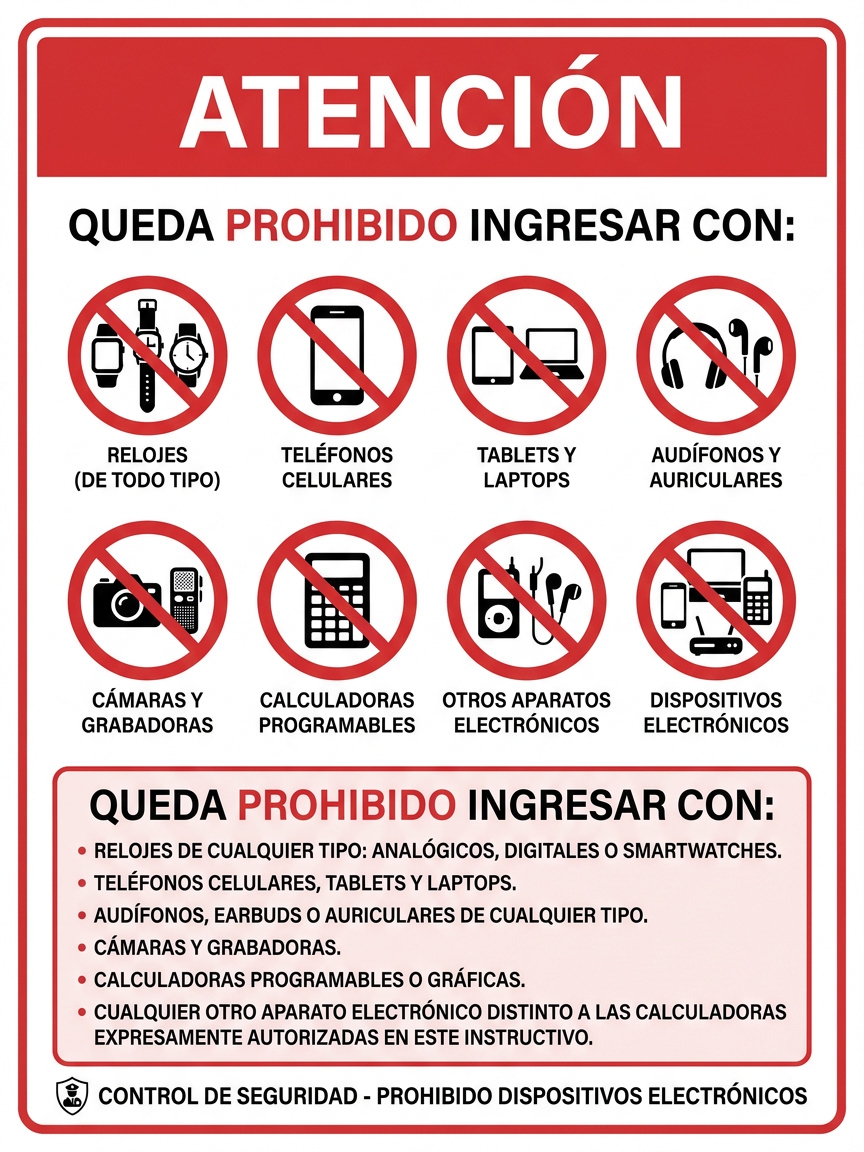 ATENCIÓN
QUEDA PROHIBIDO INGRESAR CON:
RELOJES
(DE TODO TIPO)
TELÉFONOS
CELULARES
TABLETS Y
LAPTOPS
AUDÍFONOS Y
AURICULARES
CÁMARAS Y
GRABADORAS
CALCULADORAS
PROGRAMABLES
OTROS APARATOS
ELECTRÓNICOS
DISPOSITIVOS
ELECTRÓNICOS
QUEDA PROHIBIDO INGRESAR CON:
• RELOJES DE CUALQUIER TIPO: ANALÓGICOS, DIGITALES O SMARTWATCHES.
• TELÉFONOS CELULARES, TABLETS Y LAPTOPS.
• AUDÍFONOS, EARBUDS O AURICULARES DE CUALQUIER TIPO.
• CÁMARAS Y GRABADORAS.
• CALCULADORAS PROGRAMABLES O GRÁFICAS.
• CUALQUIER OTRO APARATO ELECTRÓNICO DISTINTO A LAS CALCULADORAS
EXPRESAMENTE AUTORIZADAS EN ESTE INSTRUCTIVO.
CONTROL DE SEGURIDAD - PROHIBIDO DISPOSITIVOS ELECTRÓNICOS